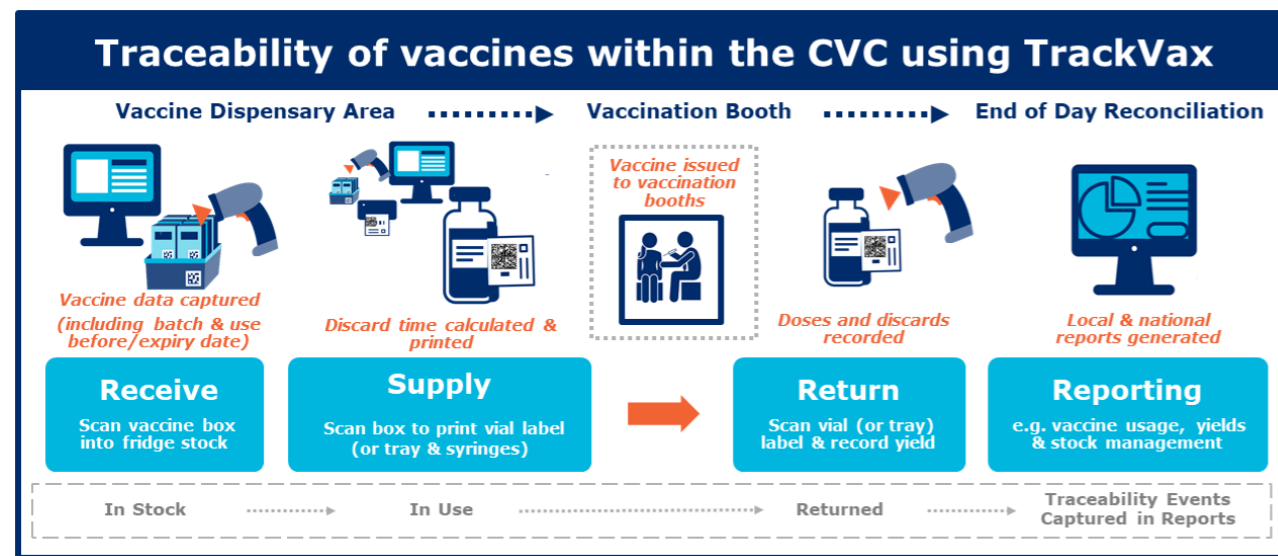 Traceability of vaccines within the CVC using TrackVax
Vaccine Dispensary Area
Vaccination Booth
End of Day Reconciliation
Vaccine data captured
(including batch & use
before/expiry date)
Discard time calculated &
printed
Vaccine issued
to vaccination
booths
Doses and discards
recorded
Local & national
reports generated
Receive
Scan vaccine box
into fridge stock
Supply
Scan box to print vial label
(or tray & syringes)
Return
Scan vial (or tray)
label & record yield
Reporting
e.g. vaccine usage, yields
& stock management
In Stock
In Use
Returned
Traceability Events
Captured in Reports